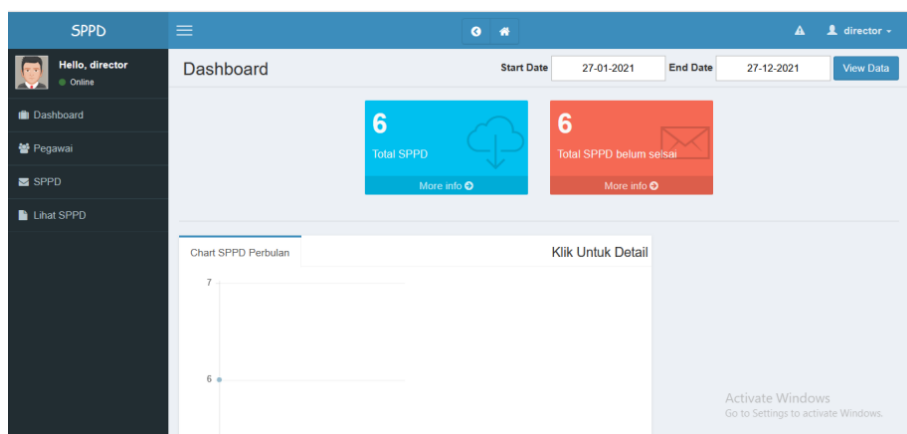 SPPD
director
Hello, director
Online
Dashboard
Start Date
27-01-2021
End Date
27-12-2021
View Data
Dashboard
Pegawai
SPPD
Lihat SPPD
6
Total SPPD
More info
6
Total SPPD belum selsai
More info
Chart SPPD Perbulan
Klik Untuk Detail
7
6
Activate Windows
Go to Settings to activate Windows.